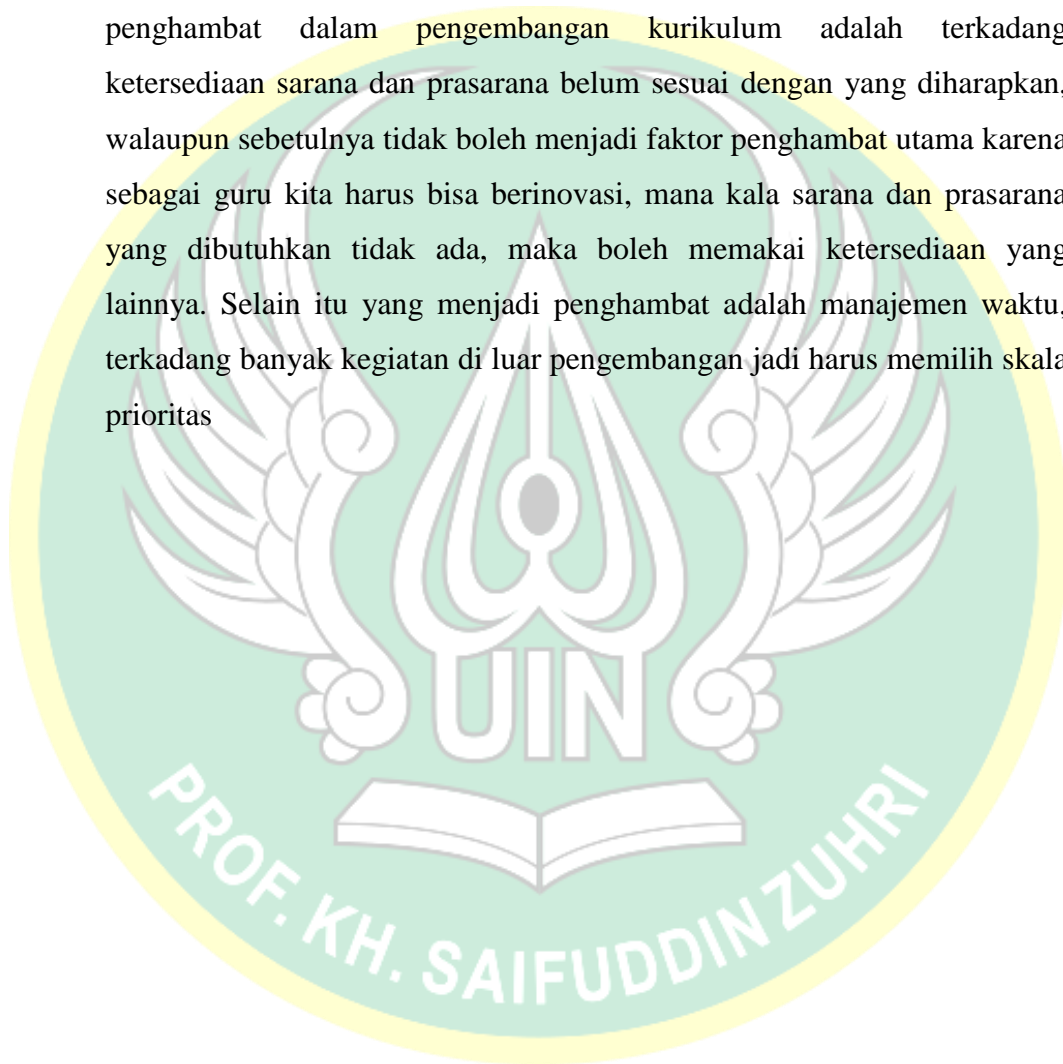 penghambat dalam pengembangan kurikulum adalah terkadang
ketersediaan sarana dan prasarana belum sesuai dengan yang diharapkan,
walaupun sebetulnya tidak boleh menjadi faktor penghambat utama karena
sebagai guru kita harus bisa berinovasi, mana kala sarana dan prasarana
yang dibutuhkan tidak ada, maka boleh memakai ketersediaan yang
lainnya. Selain itu yang menjadi penghambat adalah manajemen waktu,
terkadang banyak kegiatan di luar pengembangan jadi harus memilih skala
prioritas
UIN
PROF. KH. SAIFUDDIN ZUHRI